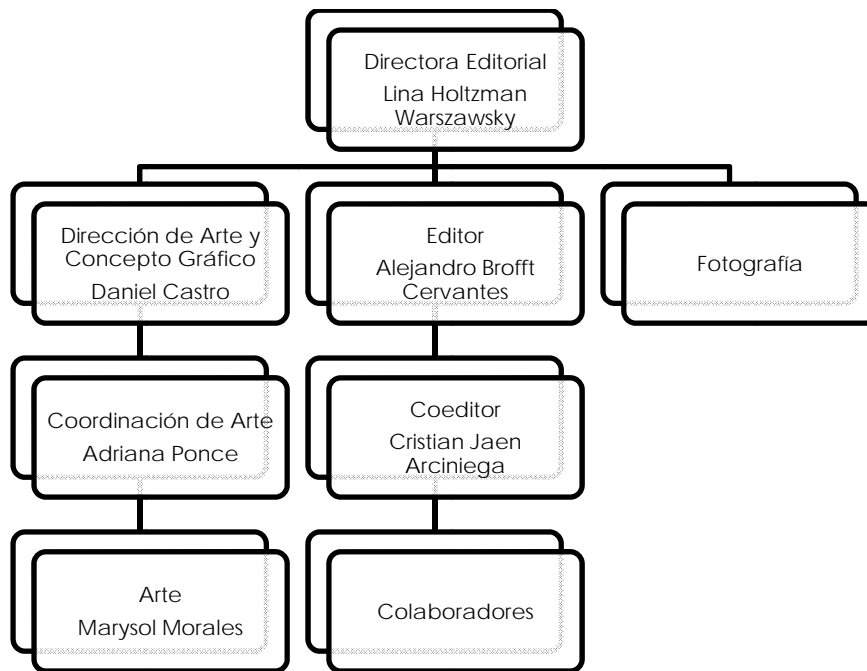 Directora Editorial
Lina Holtzman
Warszawsky
Dirección de Arte y
Concepto Gráfico
Daniel Castro
Editor
Alejandro Brofft
Cervantes
Fotografía
Coordinación de Arte
Adriana Ponce
Coeditor
Cristian Jaen
Arciniega
Arte
Marysol Morales
Colaboradores